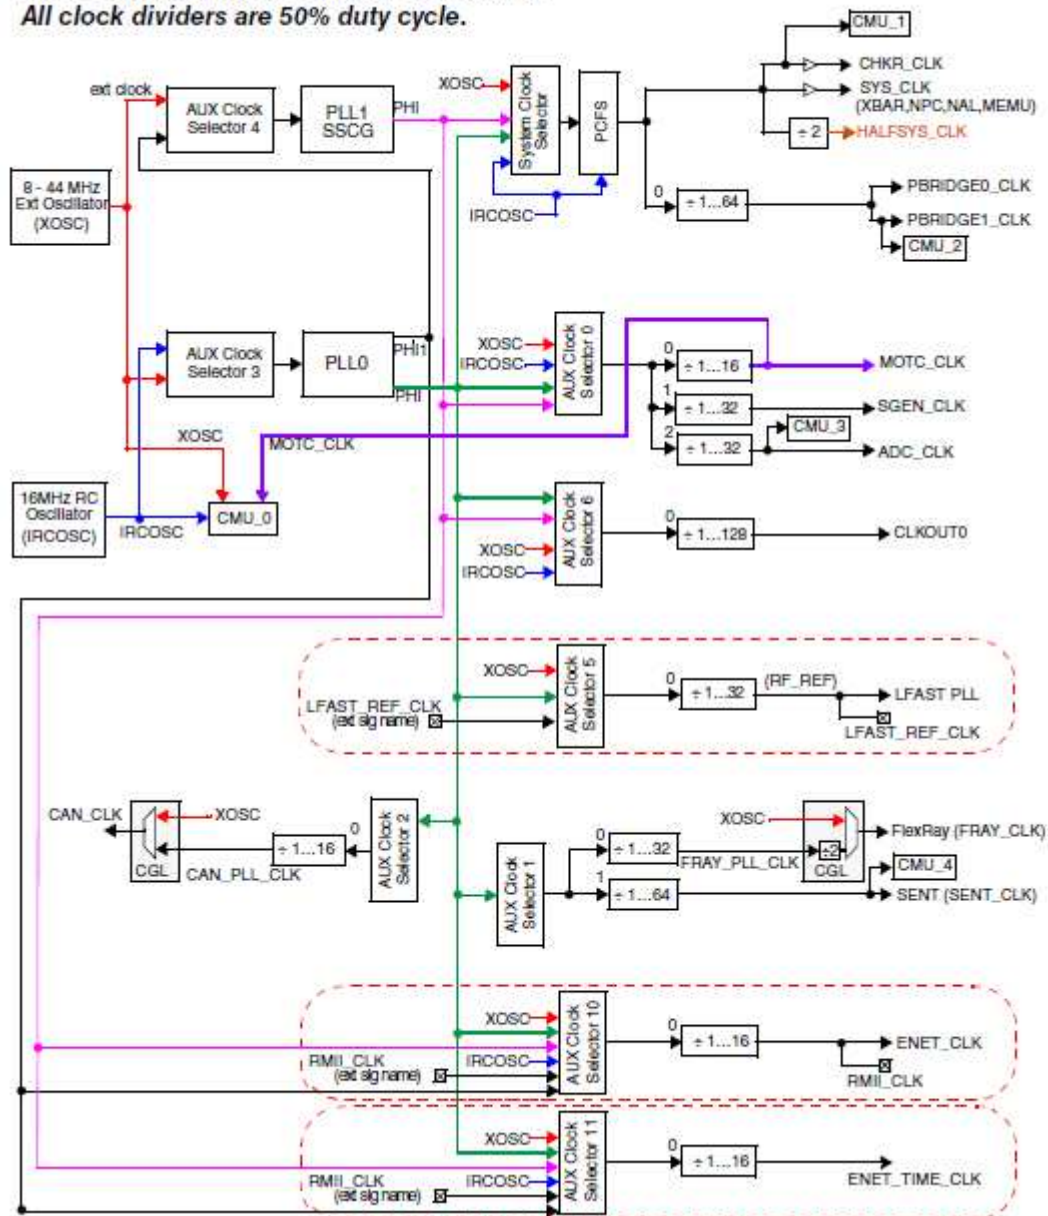 All clock dividers are 50% duty cycle.
CMU_1
ext clock
XOSC
CHKR_CLK
AUX Clock
Selector 4
PLL1
SSCG
PHI
System Clock
Selector
PCFS
SYS_CLK
(XBAR,NPC,NAL,MEMU)
÷ 2
HALFSYS_CLK
8 - 44 MHz
Ext Oscillator
(XOSC)
IRCOSC
0
÷ 1...64
PBRIDGE0_CLK
PBRIDGE1_CLK
CMU_2
AUX Clock
Selector 3
PLL0
PHI1
PHI
XOSC
IRCOSC
AUX Clock
Selector 0
0
÷ 1...16
MOTC_CLK
1
÷ 1...32
SGEN_CLK
CMU_3
2
÷ 1...32
ADC_CLK
XOSC
MOTC_CLK
16MHz RC
Oscillator
(IRCOSC)
IRCOSC
CMU_0
AUX Clock
Selector 6
XOSC
IRCOSC
0
÷ 1...128
CLKOUT0
XOSC
LFAST_REF_CLK
(ext sig name)
AUX Clock
Selector 5
0
÷ 1...32
(RF_REF)
LFAST PLL
LFAST_REF_CLK
CAN_CLK
XOSC
CGL
CAN_PLL_CLK
÷ 1...16
0
AUX Clock
Selector 2
AUX Clock
Selector 1
0
÷ 1...32
FRAY_PLL_CLK
XOSC
÷2
CGL
FlexRay (FRAY_CLK)
CMU_4
1
÷ 1...64
SENT (SENT_CLK)
XOSC
RMII_CLK
(ext sig name)
IRCOSC
AUX Clock
Selector 10
0
÷ 1...16
ENET_CLK
RMII_CLK
XOSC
RMII_CLK
(ext sig name)
IRCOSC
AUX Clock
Selector 11
0
÷ 1...16
ENET_TIME_CLK